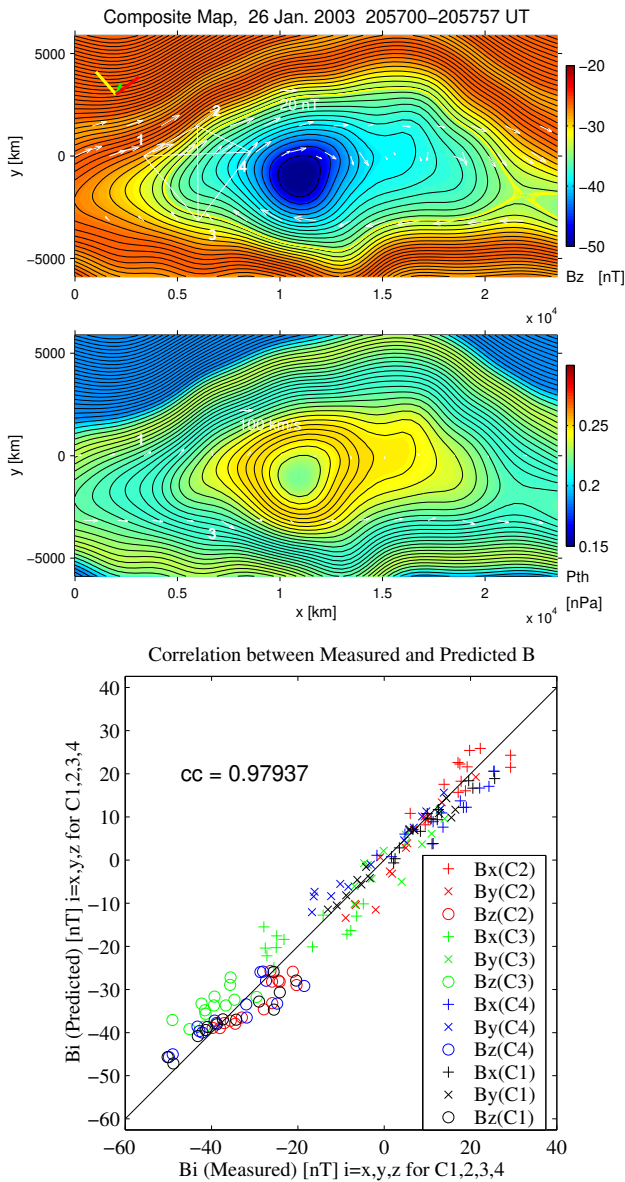 Composite Map, 26 Jan. 2003 205700−205757 UT
5000
0
−5000
y [km]
1
2
3
4
20 nT
0
0.5
1
1.5
2
x 10^4
−20
−30
−40
−50
Bz [nT]
5000
0
−5000
y [km]
1
3
100 km/s
0
0.5
1
1.5
2
x [km]
x 10^4
0.25
0.2
0.15
Pth
[nPa]
Correlation between Measured and Predicted B
cc = 0.97937
40
30
20
10
0
−10
−20
−30
−40
−50
−60
Bi (Predicted) [nT] i=x,y,z for C1,2,3,4
Bx(C2)
By(C2)
Bz(C2)
Bx(C3)
By(C3)
Bz(C3)
Bx(C4)
By(C4)
Bz(C4)
Bx(C1)
By(C1)
Bz(C1)
−60
−40
−20
0
20
40
Bi (Measured) [nT] i=x,y,z for C1,2,3,4